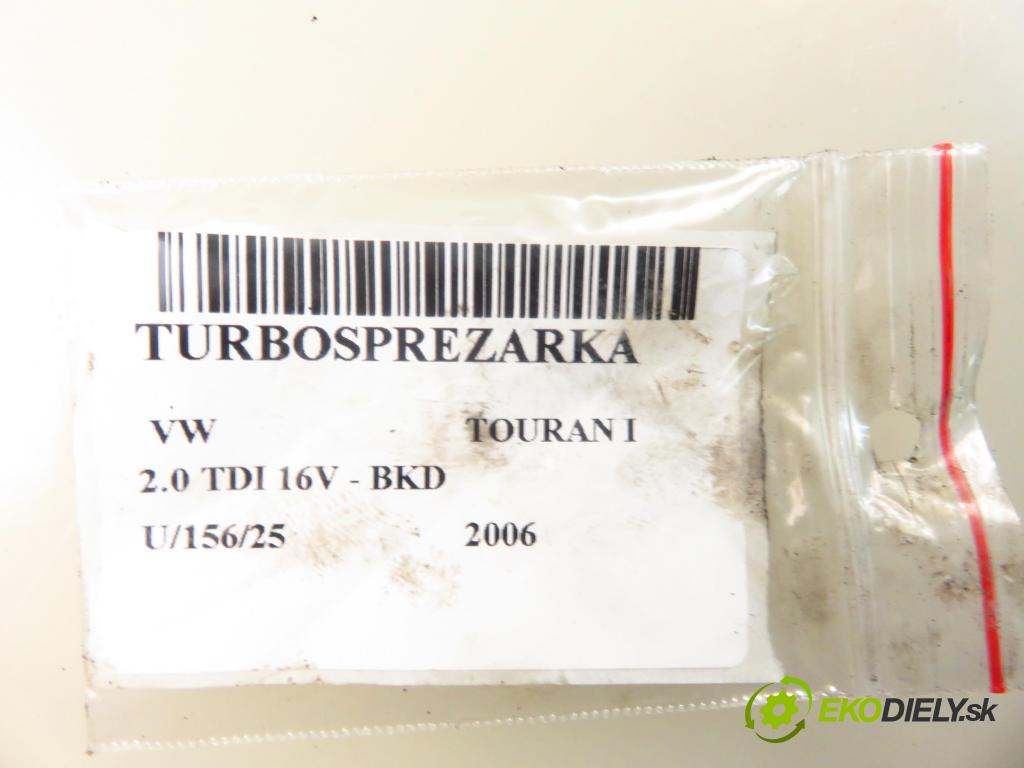 TURBOSPREZARKA
VW TOURAN I
2.0 TDI 16V - BKD
U/156/25 2006
EKODIELY.sk